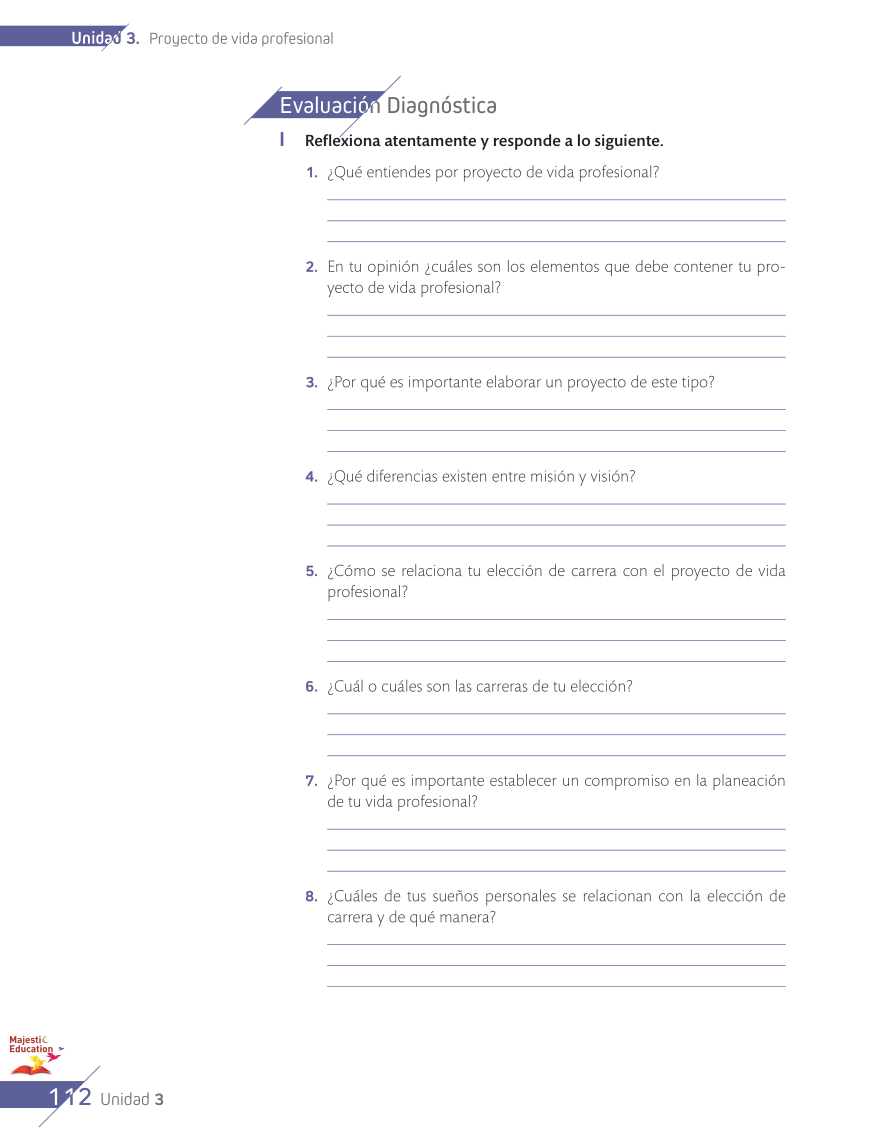 Unidad 3. Proyecto de vida profesional
Evaluación Diagnóstica
I Reflexiona atentamente y responde a lo siguiente.
1. ¿Qué entiendes por proyecto de vida profesional?
2. En tu opinión ¿cuáles son los elementos que debe contener tu pro-
yecto de vida profesional?
3. ¿Por qué es importante elaborar un proyecto de este tipo?
4. ¿Qué diferencias existen entre misión y visión?
5. ¿Cómo se relaciona tu elección de carrera con el proyecto de vida
profesional?
6. ¿Cuál o cuáles son las carreras de tu elección?
7. ¿Por qué es importante establecer un compromiso en la planeación
de tu vida profesional?
8. ¿Cuáles de tus sueños personales se relacionan con la elección de
carrera y de qué manera?
Majestic
Education
112 Unidad 3